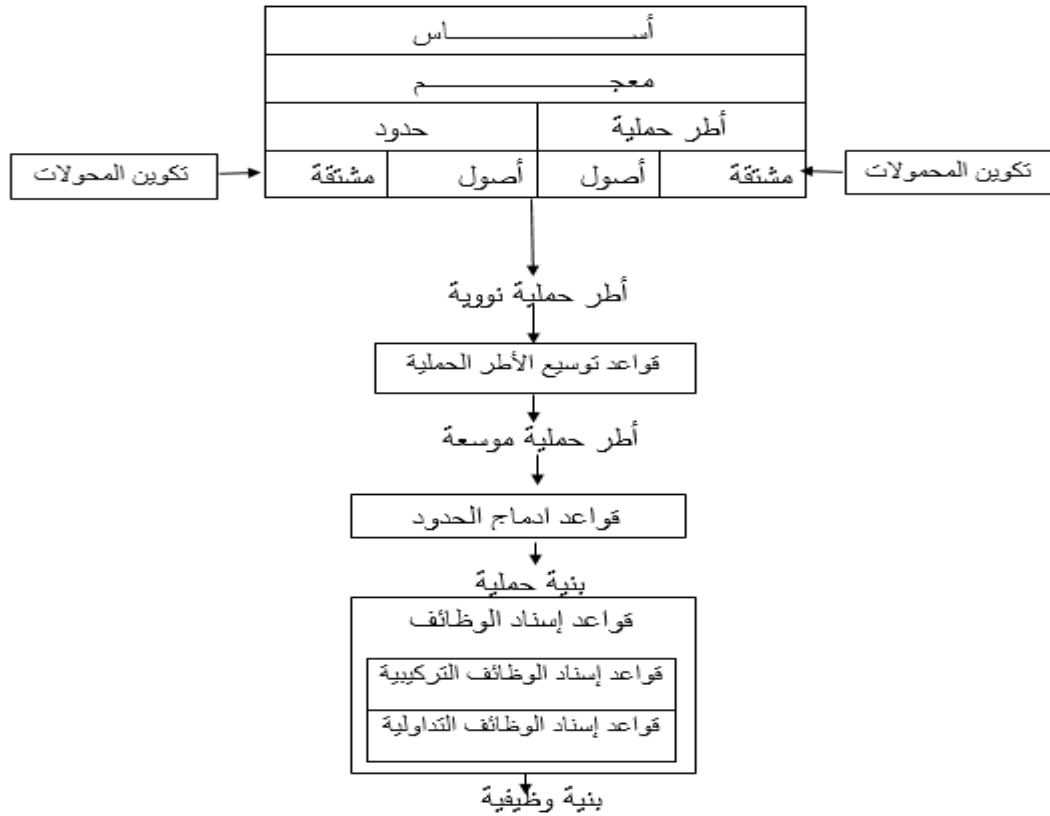 أساس
معجم
أطر حملية
حدود
تكوين المحمولات
مشتقة
أصول
أصول
مشتقة
تكوين المحولات
أطر حملية نووية
قواعد توسيع الأطر الحملية
أطر حملية موسعة
قواعد ادماج الحدود
بنية حملية
قواعد إسناد الوظائف
قواعد إسناد الوظائف التركيبية
قواعد إسناد الوظائف التداولية
بنية وظيفية